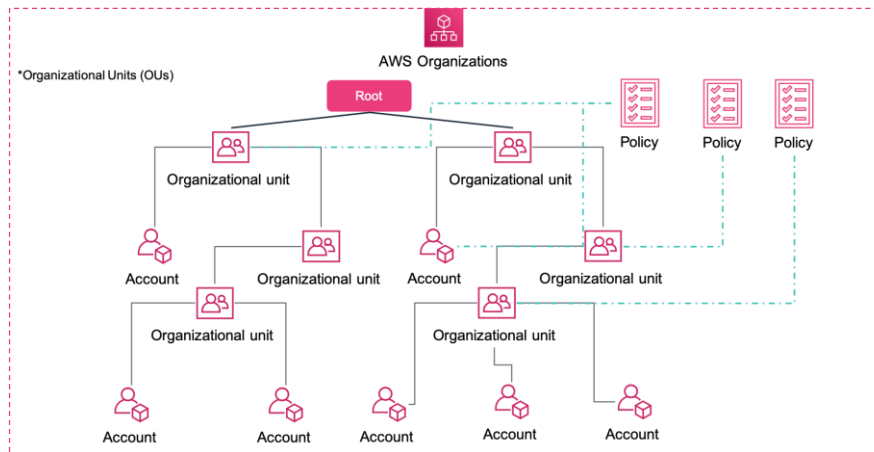 AWS Organizations
*Organizational Units (OUs)
Root
Policy
Policy
Policy
Organizational unit
Organizational unit
Account
Organizational unit
Account
Organizational unit
Organizational unit
Organizational unit
Account
Account
Account
Account
Account